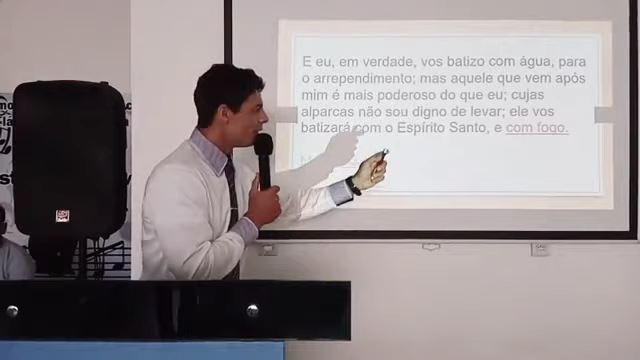 E eu, em verdade, vos batizo com água, para
o arrependimento; mas aquele que vem após
mim é mais poderoso do que eu; cujas
alparcas não sou digno de levar; ele vos
batizará com o Espírito Santo, e com fogo.